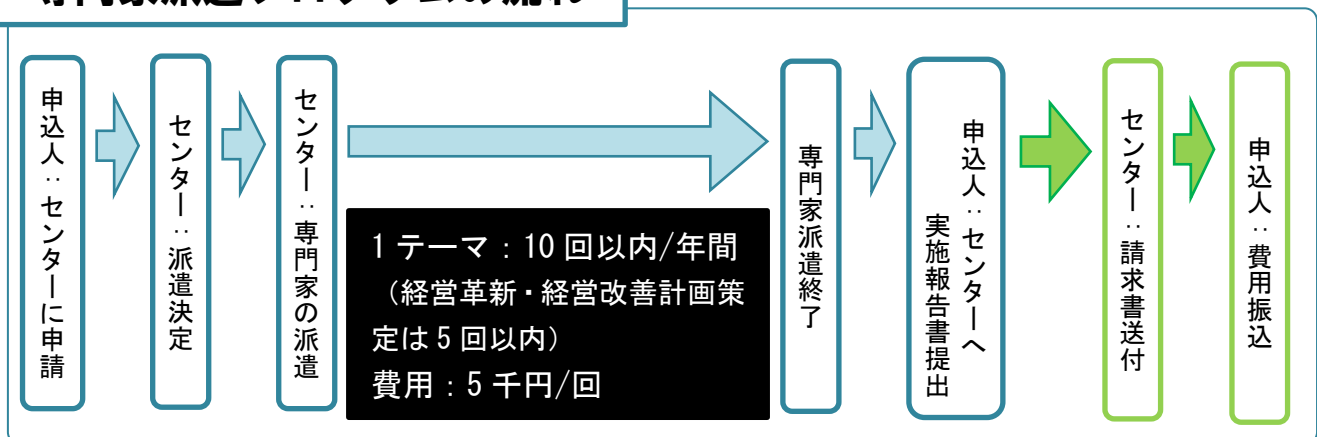 申込人：センターに申請
センター：派遣決定
センター：専門家の派遣
1テーマ：10回以内/年間
（経営革新・経営改善計画策
定は5回以内）
費用：5千円/回
専門家派遣終了
申込人：センターへ
実施報告書提出
センター：請求書送付
申込人：費用振込